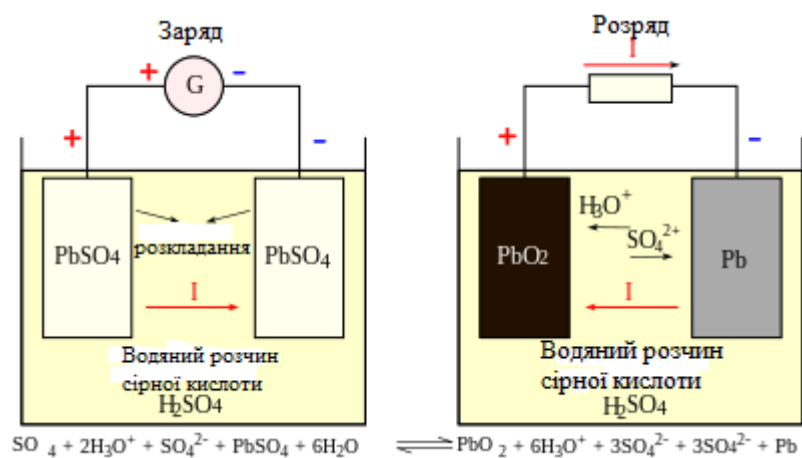 Заряд
+ + G − −
PbSO4
розкладання
PbSO4
I
Водяний розчин
сірної кислоти
H₂SO₄
Розряд
I
+ −
PbO2
H₃O⁺
SO₄²⁺
Pb
I
Водяний розчин
сірної кислоти
H₂SO₄
SO ₄ + 2H₃O⁺ + SO₄²⁻ + PbSO₄ + 6H₂O ⇌ PbO ₂ + 6H₃O⁺ + 3SO₄²⁻ + 3SO₄²⁻ + Pb